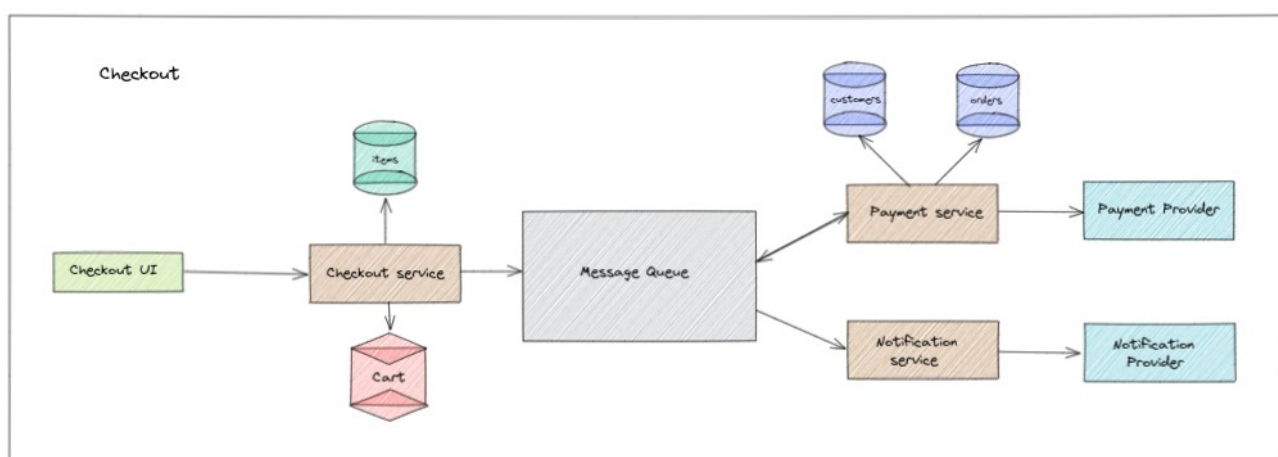 Checkout
customers
orders
items
Payment service
Payment Provider
Checkout UI
Checkout service
Message Queue
Notification
service
Notification
Provider
Cart